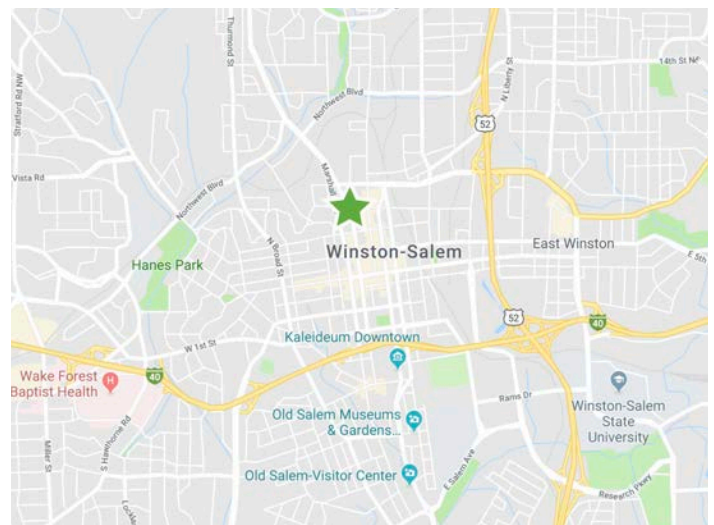 Thurmond St
Stratford Rd NW
Northwest Blvd
N Liberty St
14th St NE
52
Vista Rd
Marshall
Northwest Blvd
N Broad St
Hanes Park
Winston-Salem
East Winston
E 5th
52
40
W 1st St
Kaleideum Downtown
Wake Forest
Baptist Health
H
40
Old Salem Museums
& Gardens...
Rams Dr
Winston-Salem
State
University
Miller St
S Hawthorne Rd
Old Salem-Visitor Center
E Salem Ave
Research Pkwy